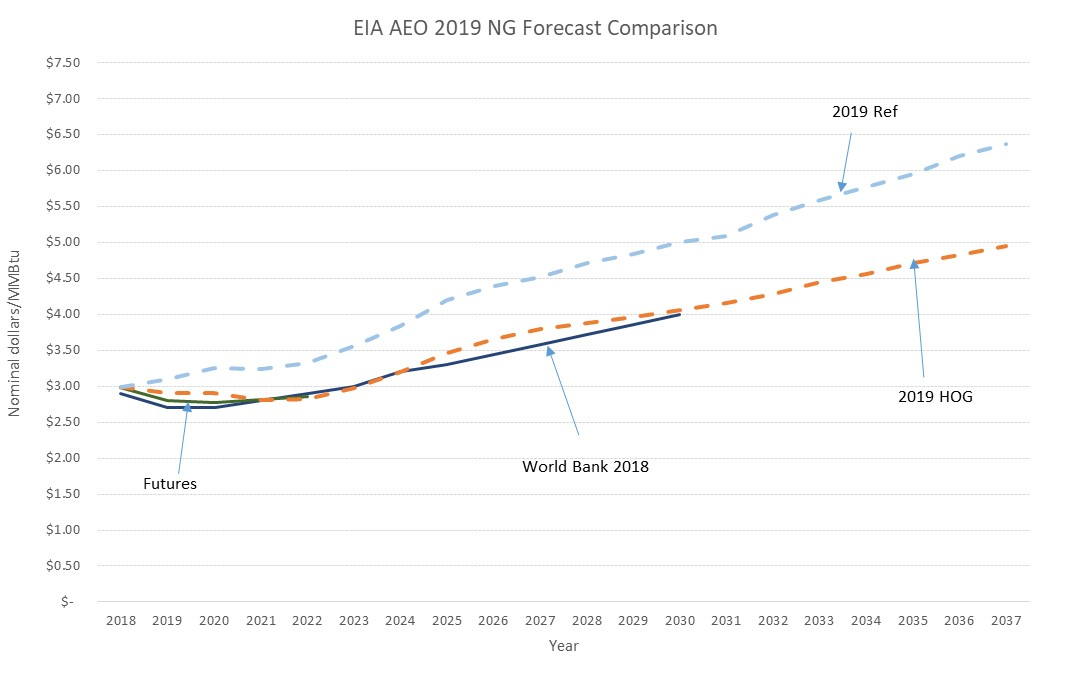 EIA AEO 2019 NG Forecast Comparison
$7.50
$7.00
2019 Ref
$6.50
$6.00
$5.50
$5.00
$4.50
$4.00
$3.50
$3.00
2019 HOG
$2.50
$2.00
World Bank 2018
Futures
$1.50
$1.00
$0.50
$-
Nominal dollars/MMBtu
2018 2019 2020 2021 2022 2023 2024 2025 2026 2027 2028 2029 2030 2031 2032 2033 2034 2035 2036 2037
Year